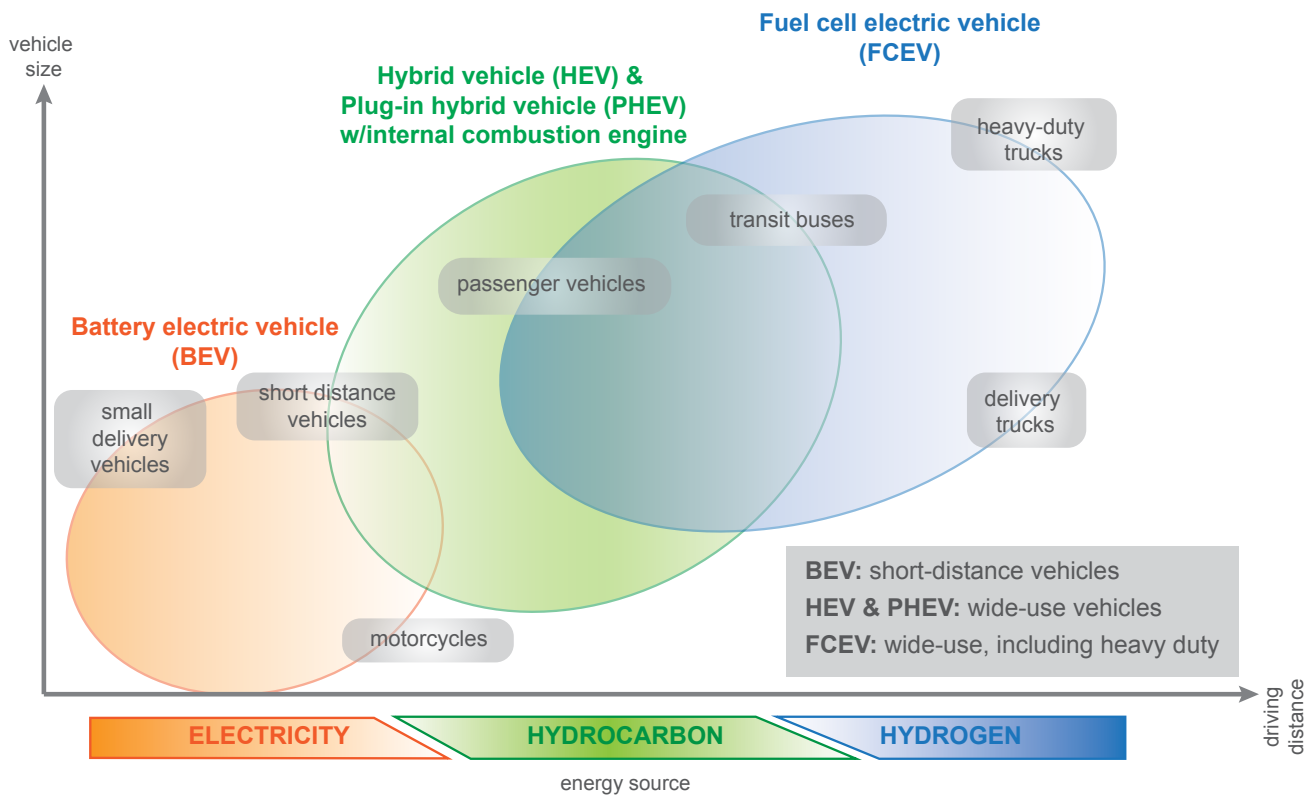 Fuel cell electric vehicle
(FCEV)
vehicle
size
Hybrid vehicle (HEV) &
Plug-in hybrid vehicle (PHEV)
w/internal combustion engine
heavy-duty
trucks
transit buses
passenger vehicles
Battery electric vehicle
(BEV)
short distance
vehicles
small
delivery
vehicles
delivery
trucks
BEV: short-distance vehicles
HEV & PHEV: wide-use vehicles
FCEV: wide-use, including heavy duty
motorcycles
driving
distance
ELECTRICITY
HYDROCARBON
HYDROGEN
energy source